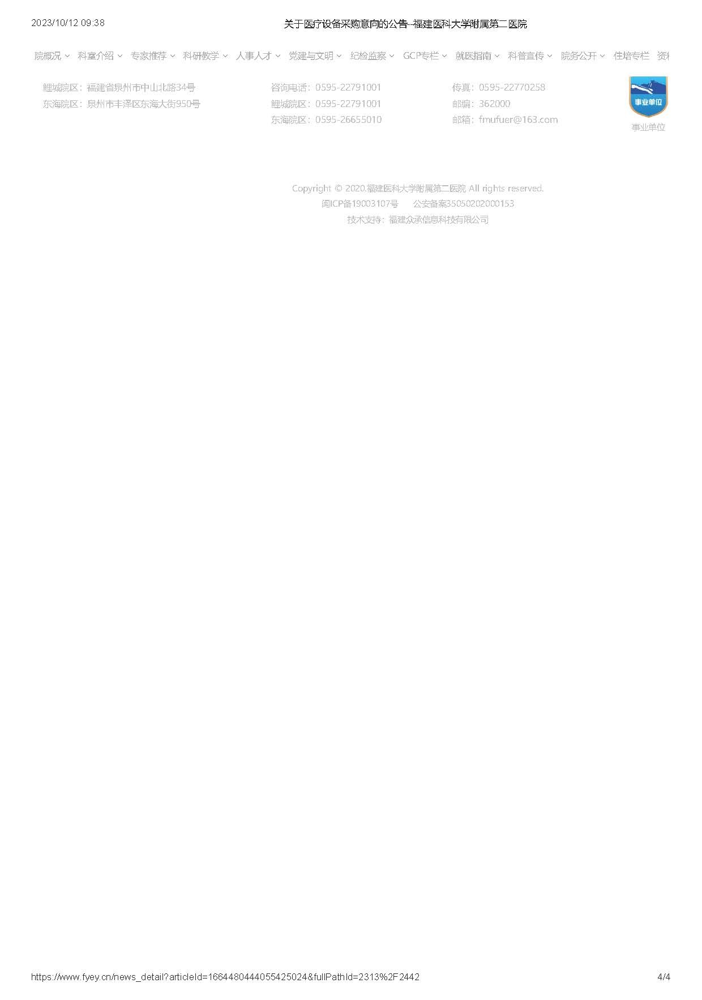 2023/10/12 09:38
关于医疗设备采购意向的公告--福建医科大学附属第二医院
院概况 科室介绍 专家推荐 科研教学 人事人才 党建与文明 纪检监察 GCP专栏 就医指南 科普宣传 院务公开 住培专栏 资
鲤城院区：福建省泉州市中山北路34号
东海院区：泉州市丰泽区东海大街950号
咨询电话：0595-22791001
鲤城院区：0595-22791001
东海院区：0595-26655010
传真：0595-22770258
邮编：362000
邮箱：fmufuer@163.com
事业单位
事业单位
Copyright © 2020.福建医科大学附属第二医院 All rights reserved.
闽ICP备19003107号 公安备案35050202000153
技术支持：福建众承信息科技有限公司
https://www.fyey.cn/news_detail?articleId=1664480444055425024&fullPathId=2313%2F2442
4/4